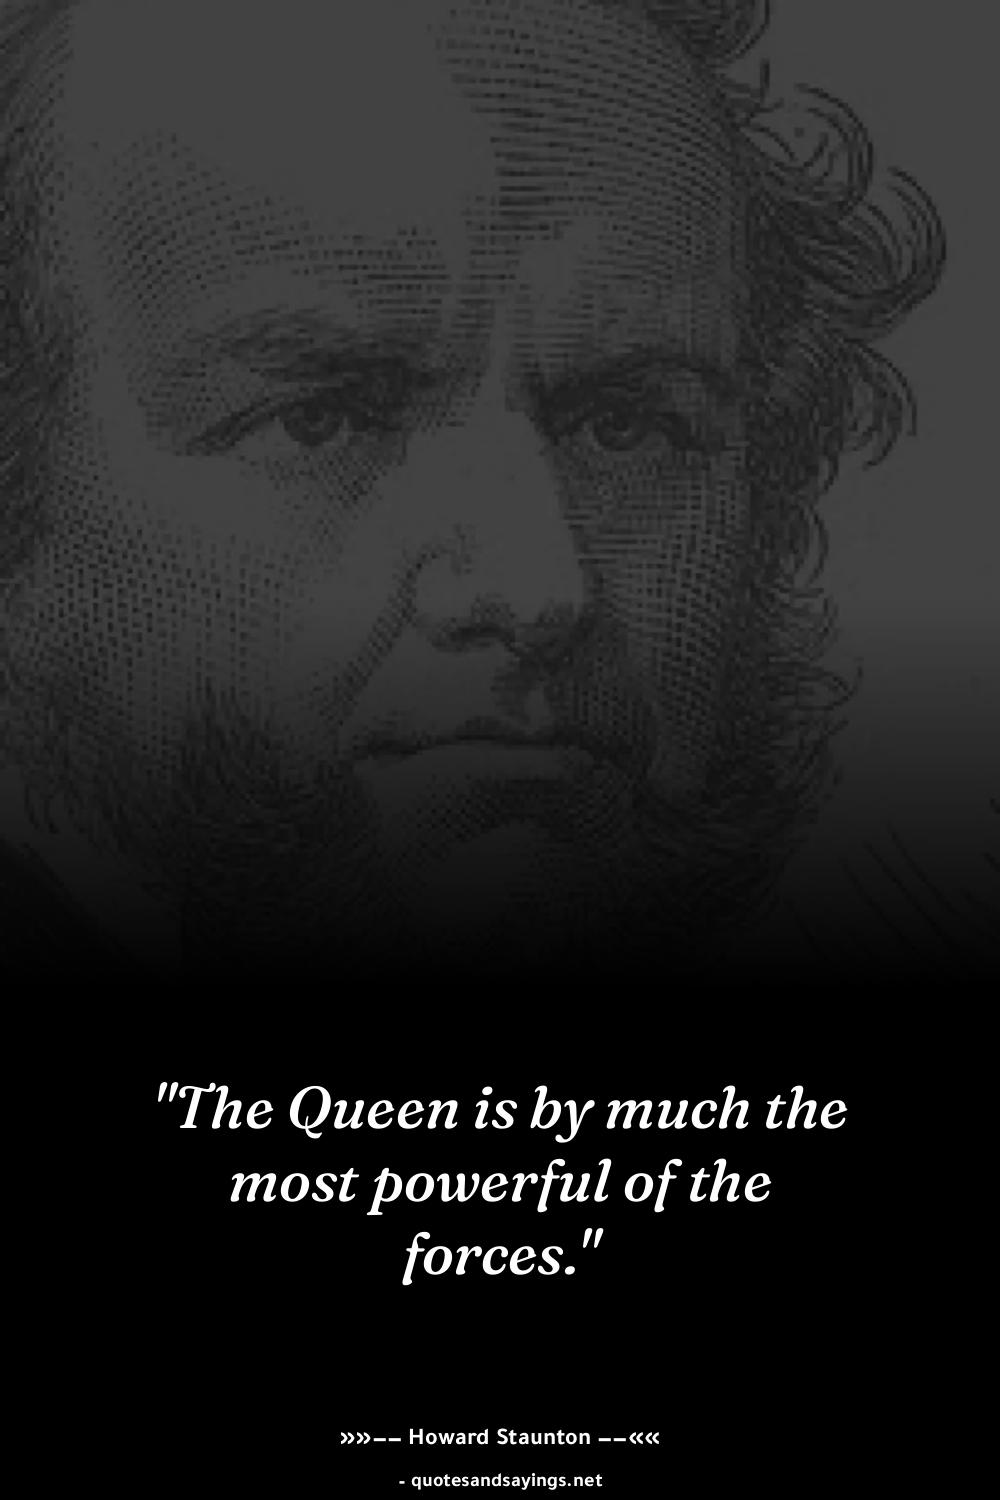 "The Queen is by much the
most powerful of the
forces."
»»–– Howard Staunton ––««
- quotesandsayings.net